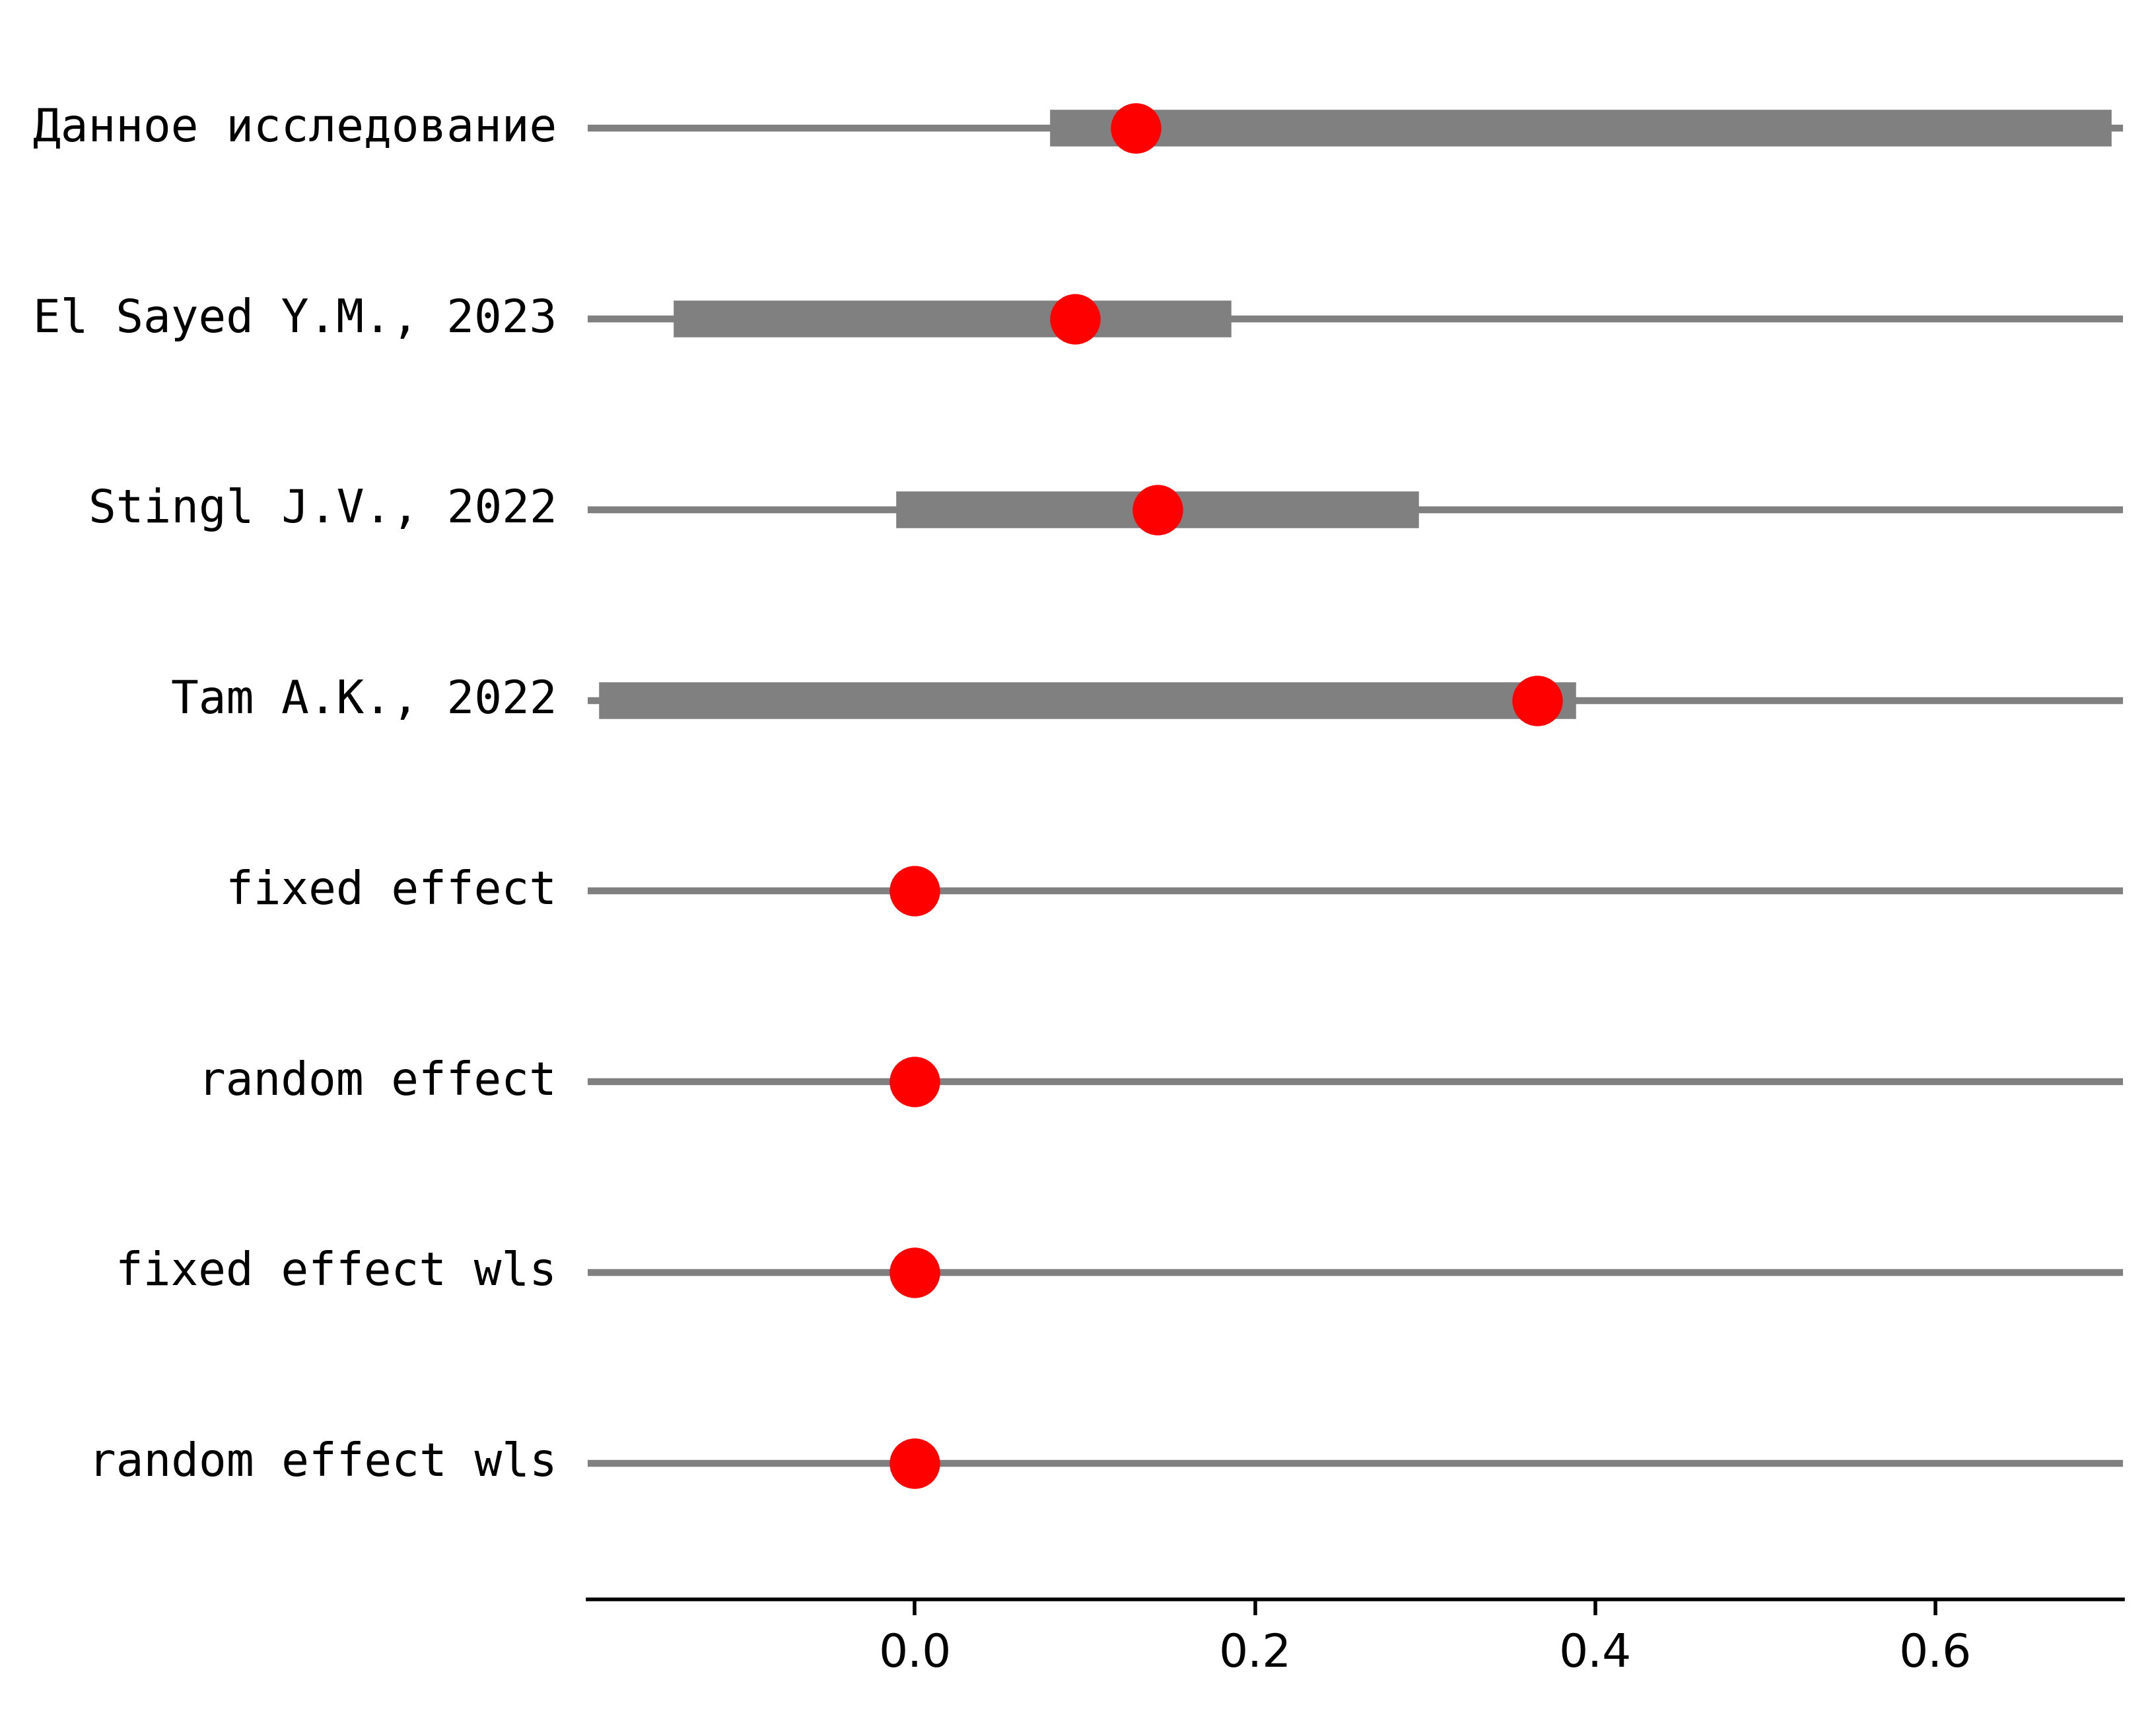 Данное исследование
El Sayed Y.M., 2023
Stingl J.V., 2022
Tam A.K., 2022
fixed effect
random effect
fixed effect wls
random effect wls
0.0 0.2 0.4 0.6